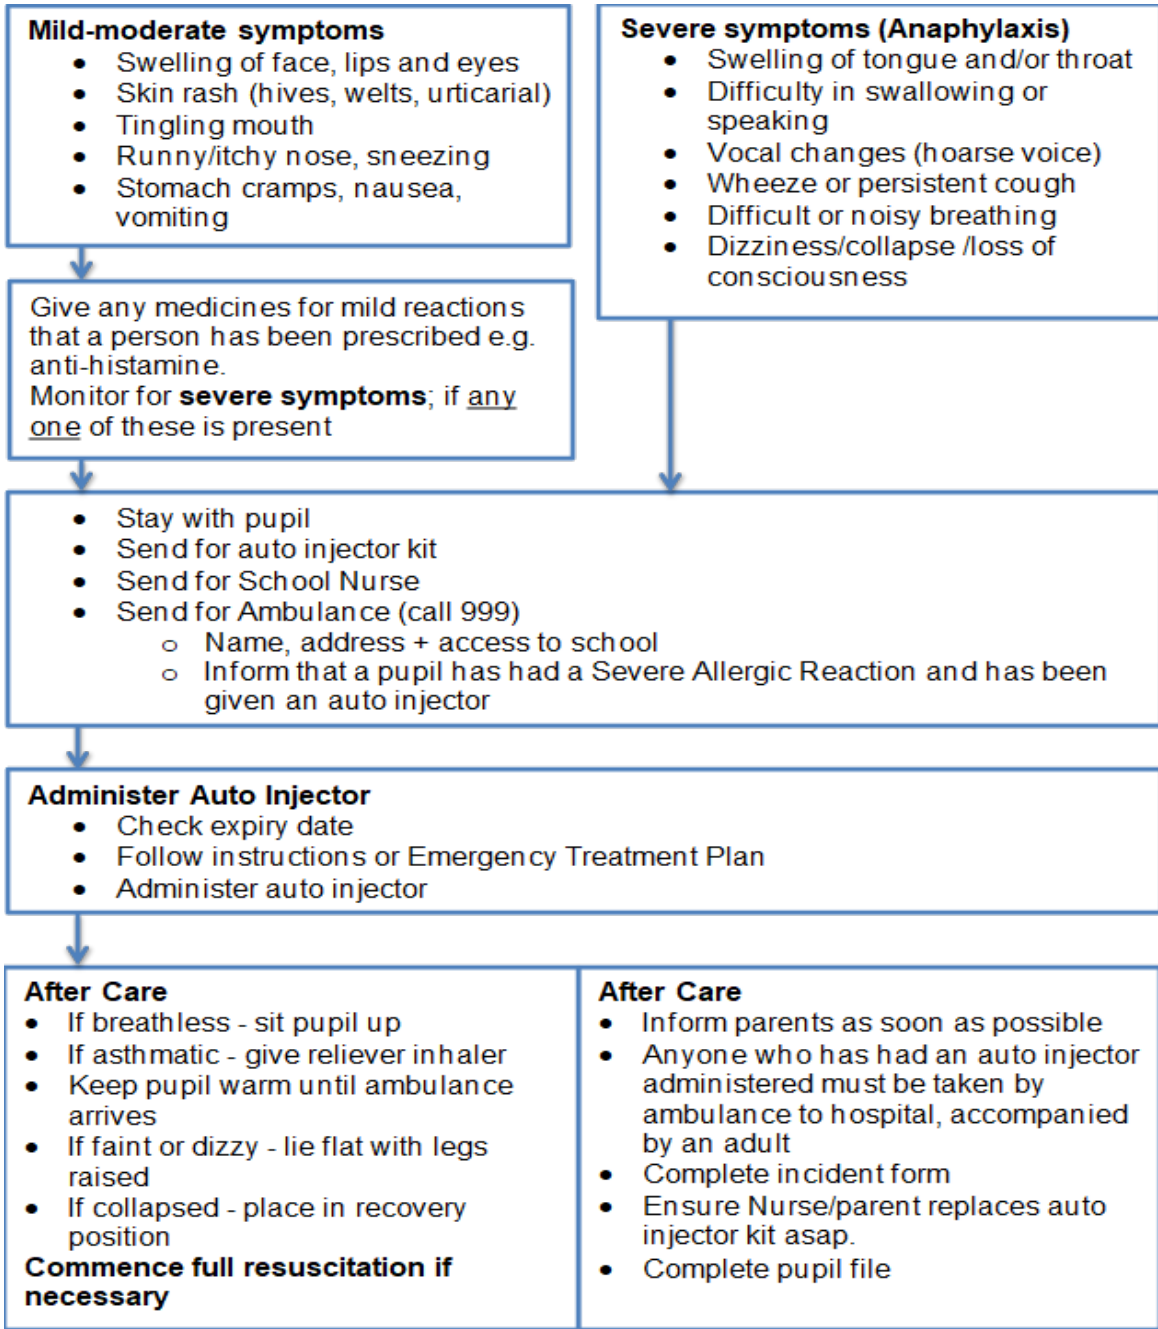 Mild-moderate symptoms
• Swelling of face, lips and eyes
• Skin rash (hives, welts, urticarial)
• Tingling mouth
• Runny/itchy nose, sneezing
• Stomach cramps, nausea,
vomiting
Severe symptoms (Anaphylaxis)
• Swelling of tongue and/or throat
• Difficulty in swallowing or
speaking
• Vocal changes (hoarse voice)
• Wheeze or persistent cough
• Difficult or noisy breathing
• Dizziness/collapse /loss of
consciousness
Give any medicines for mild reactions
that a person has been prescribed e.g.
anti-histamine.
Monitor for severe symptoms; if any
one of these is present
• Stay with pupil
• Send for auto injector kit
• Send for School Nurse
• Send for Ambulance (call 999)
o Name, address + access to school
o Inform that a pupil has had a Severe Allergic Reaction and has been
given an auto injector
Administer Auto Injector
• Check expiry date
• Follow instructions or Emergency Treatment Plan
• Administer auto injector
After Care
• If breathless - sit pupil up
• If asthmatic - give reliever inhaler
• Keep pupil warm until ambulance
arrives
• If faint or dizzy - lie flat with legs
raised
• If collapsed - place in recovery
position
Commence full resuscitation if
necessary
After Care
• Inform parents as soon as possible
• Anyone who has had an auto injector
administered must be taken by
ambulance to hospital, accompanied
by an adult
• Complete incident form
• Ensure Nurse/parent replaces auto
injector kit asap.
• Complete pupil file